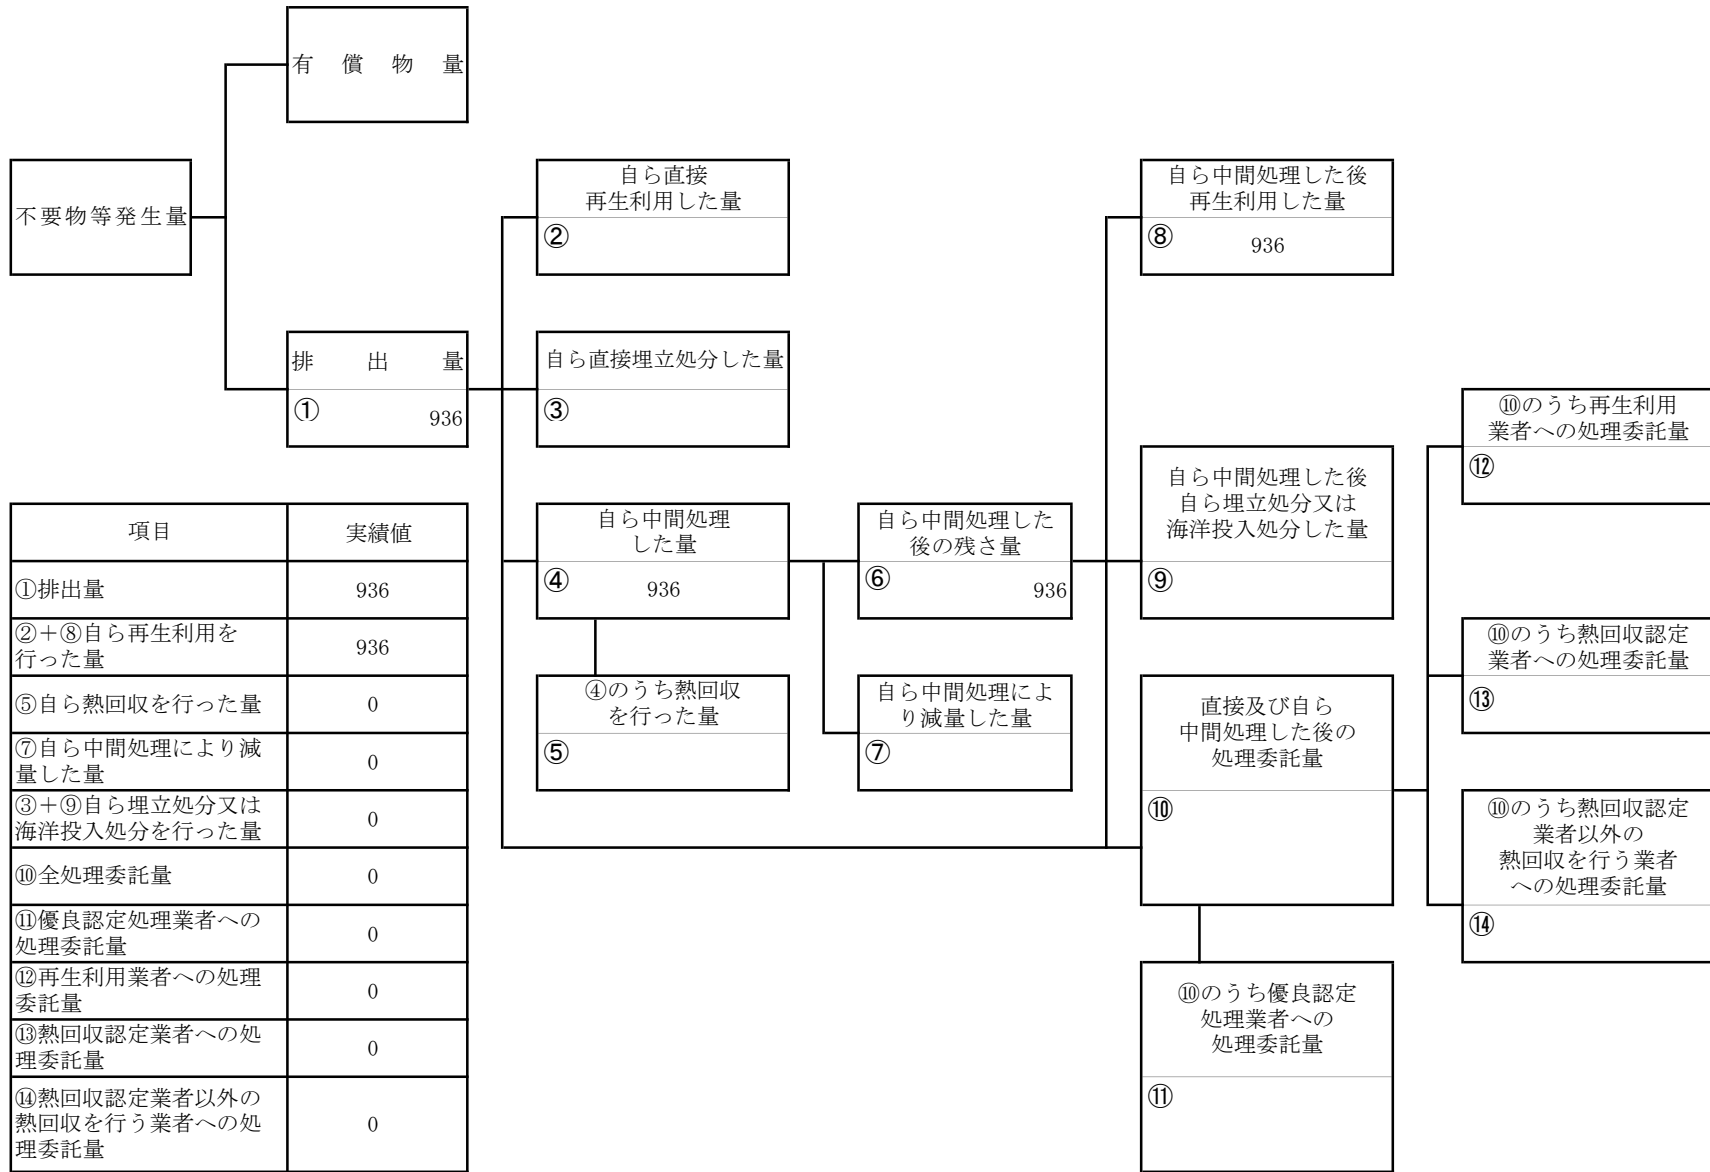 有償物量
不要物等発生量
排出量
①
936
自ら直接
再生利用した量
②
自ら直接埋立処分した量
③
自ら中間処理
した量
④
936
④のうち熱回収
を行った量
⑤
自ら中間処理した
後の残さ量
⑥
936
自ら中間処理によ
り減量した量
⑦
自ら中間処理した後
再生利用した量
⑧
936
自ら中間処理した後
自ら埋立処分又は
海洋投入処分した量
⑨
直接及び自ら
中間処理した後の
処理委託量
⑩
⑩のうち優良認定
処理業者への
処理委託量
⑪
⑩のうち再生利用
業者への処理委託量
⑫
⑩のうち熱回収認定
業者への処理委託量
⑬
⑩のうち熱回収認定
業者以外の
熱回収を行う業者
への処理委託量
⑭
項目 実績値
①排出量 936
②+⑧自ら再生利用を
行った量 936
⑤自ら熱回収を行った量 0
⑦自ら中間処理により減
量した量 0
③+⑨自ら埋立処分又は
海洋投入処分を行った量 0
⑩全処理委託量 0
⑪優良認定処理業者への
処理委託量 0
⑫再生利用業者への処理
委託量 0
⑬熱回収認定業者への処
理委託量 0
⑭熱回収認定業者以外の
熱回収を行う業者への処
理委託量 0